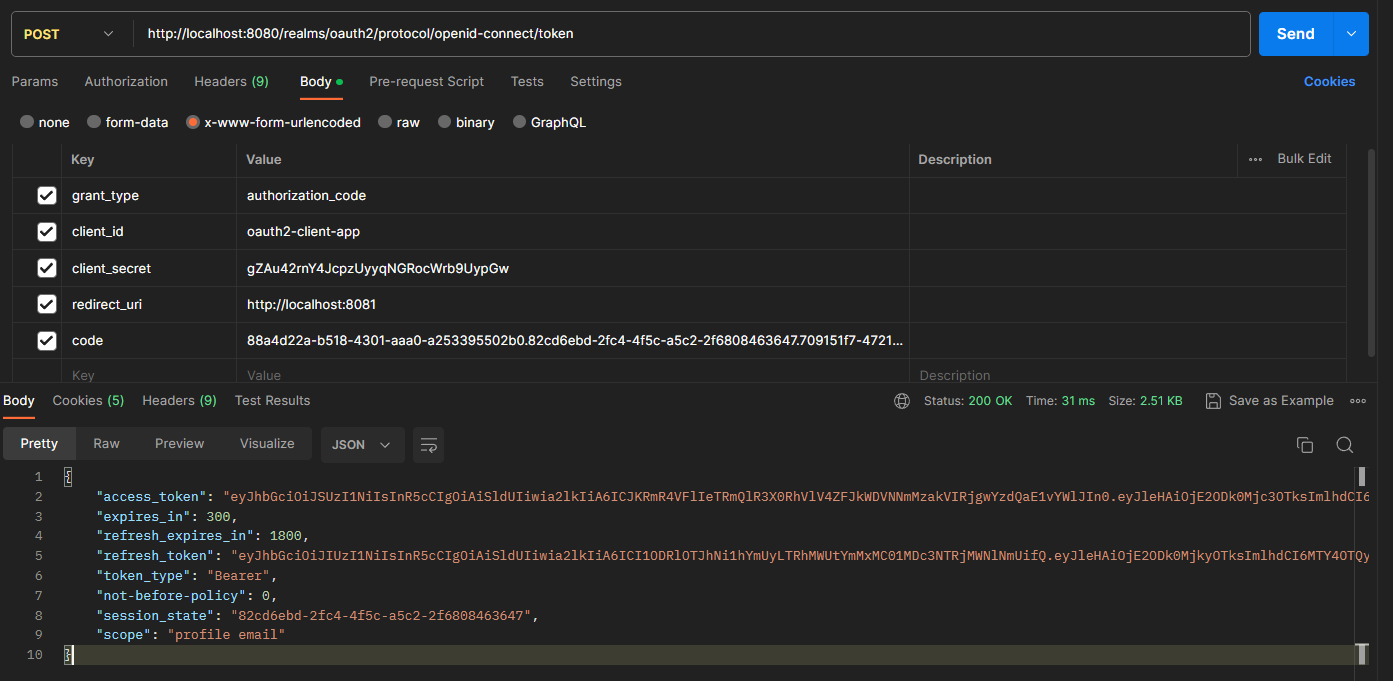 POST http://localhost:8080/realms/oauth2/protocol/openid-connect/token Send
Params Authorization Headers (9) Body Pre-request Script Tests Settings Cookies
none form-data x-www-form-urlencoded raw binary GraphQL
Key Value Description Bulk Edit
grant_type authorization_code
client_id oauth2-client-app
client_secret gZAu42rnY4JcpzUyyqNGRocWrb9UypGw
redirect_uri http://localhost:8081
code 88a4d22a-b518-4301-aaa0-a253395502b0.82cd6ebd-2fc4-4f5c-a5c2-2f6808463647.709151f7-4721...
Key Value Description
Body Cookies (5) Headers (9) Test Results Status: 200 OK Time: 31 ms Size: 2.51 KB Save as Example
Pretty Raw Preview Visualize JSON
1 {
2 "access_token": "eyJhbGciOiJSUzI1NiIsInR5cCIgOiAiSldUIiwia2lkIiA6ICJKRmR4VFlIeTRmQlR3X0RhVlV4ZFJkWDVNNmMzakVIRjgwYzdQaE1vYWlJIn0.eyJleHAiOjE2ODk0Mjc3OTksImlhdCI6
3 "expires_in": 300,
4 "refresh_expires_in": 1800,
5 "refresh_token": "eyJhbGciOiJIUzI1NiIsInR5cCIgOiAiSldUIiwia2lkIiA6ICI1ODRlOTJhNi1hYmUyLTRhMWUtYmMxMC01MDc3NTRjMWNlNmUifQ.eyJleHAiOjE2ODk0MjkyOTksImlhdCI6MTY4OTQy
6 "token_type": "Bearer",
7 "not-before-policy": 0,
8 "session_state": "82cd6ebd-2fc4-4f5c-a5c2-2f6808463647",
9 "scope": "profile email"
10 }